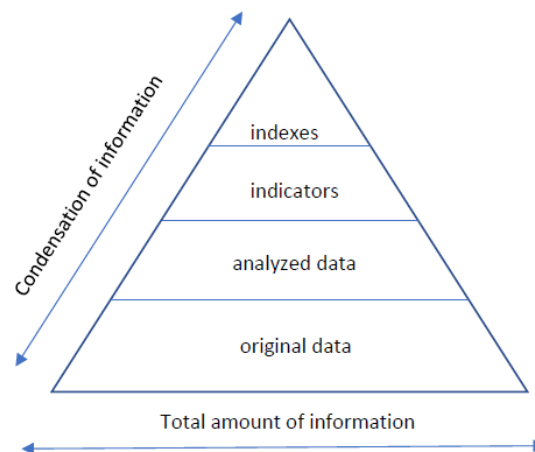 Condensation of information
indexes
indicators
analyzed data
original data
Total amount of information